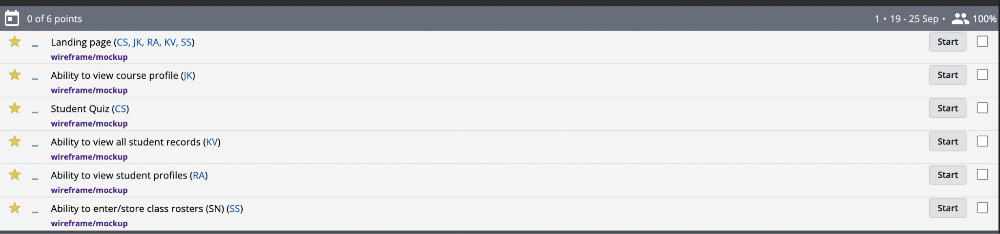 0 of 6 points 1 • 19 - 25 Sep • 100%
Landing page (CS, JK, RA, KV, SS) Start
wireframe/mockup
Ability to view course profile (JK) Start
wireframe/mockup
Student Quiz (CS) Start
wireframe/mockup
Ability to view all student records (KV) Start
wireframe/mockup
Ability to view student profiles (RA) Start
wireframe/mockup
Ability to enter/store class rosters (SN) (SS) Start
wireframe/mockup